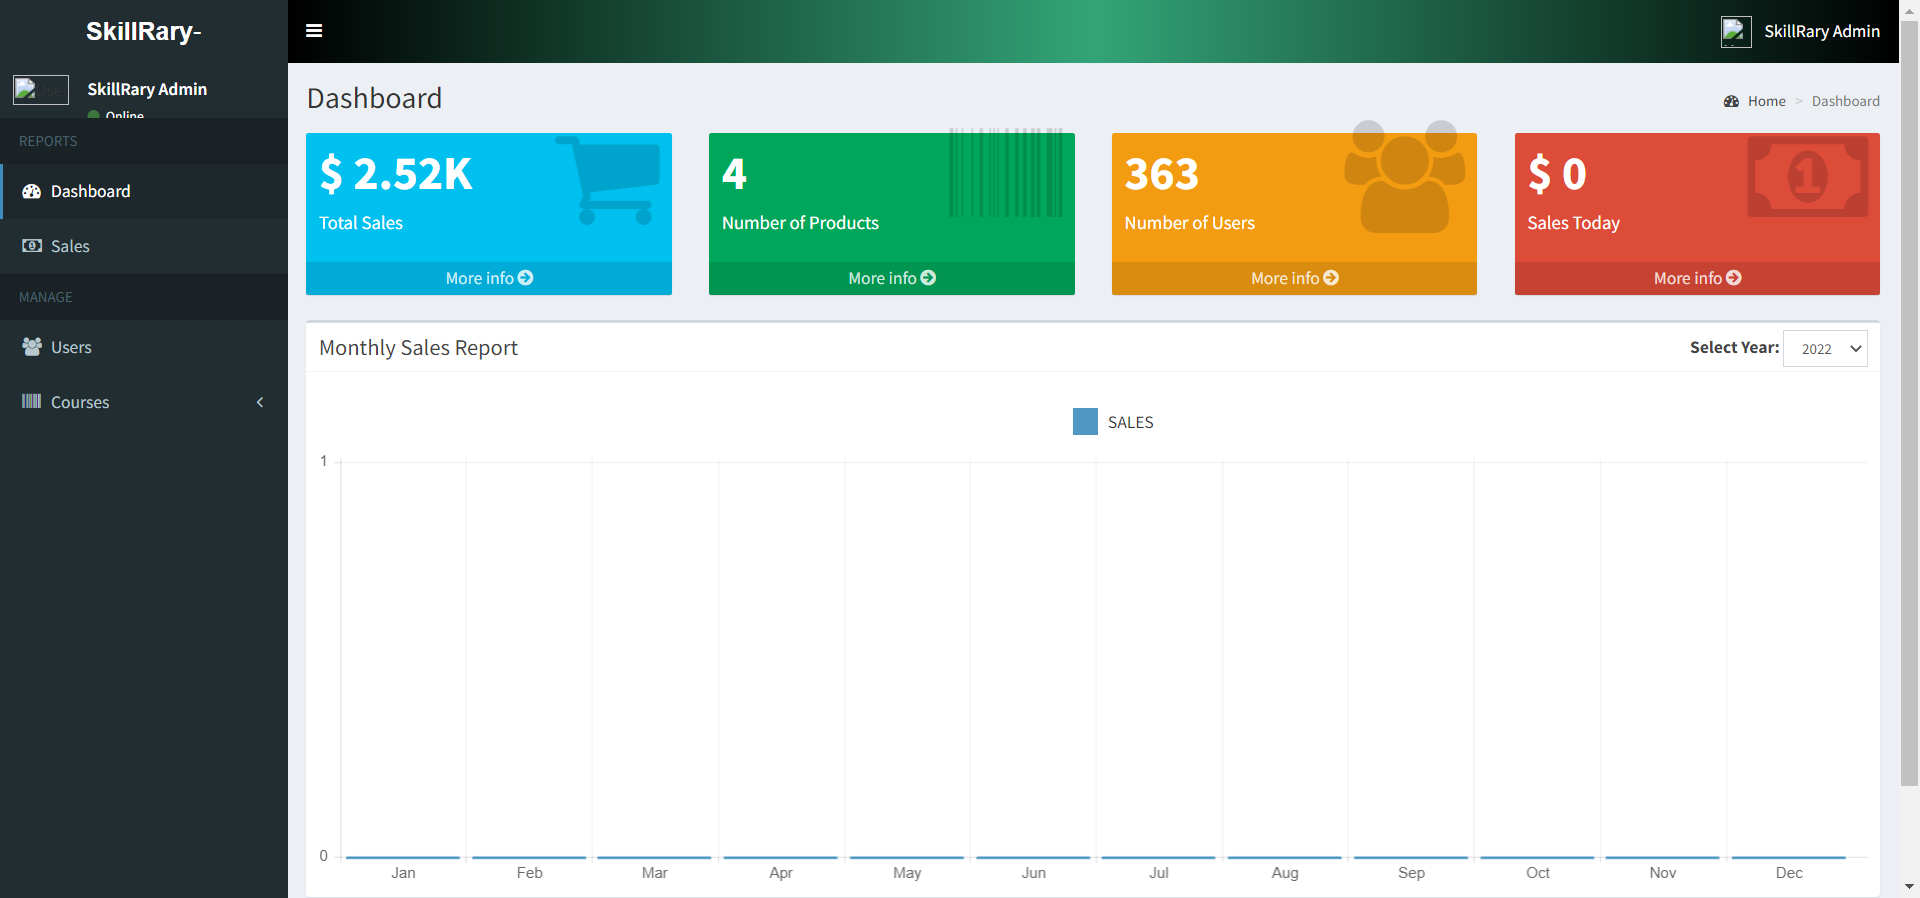 SkillRary-
SkillRary Admin
SkillRary Admin
Online
REPORTS
Dashboard
Sales
MANAGE
Users
Courses
Dashboard
Home > Dashboard
$ 2.52K
Total Sales
More info
4
Number of Products
More info
363
Number of Users
More info
$ 0
Sales Today
More info
Monthly Sales Report
Select Year: 2022
SALES
1
0
Jan Feb Mar Apr May Jun Jul Aug Sep Oct Nov Dec